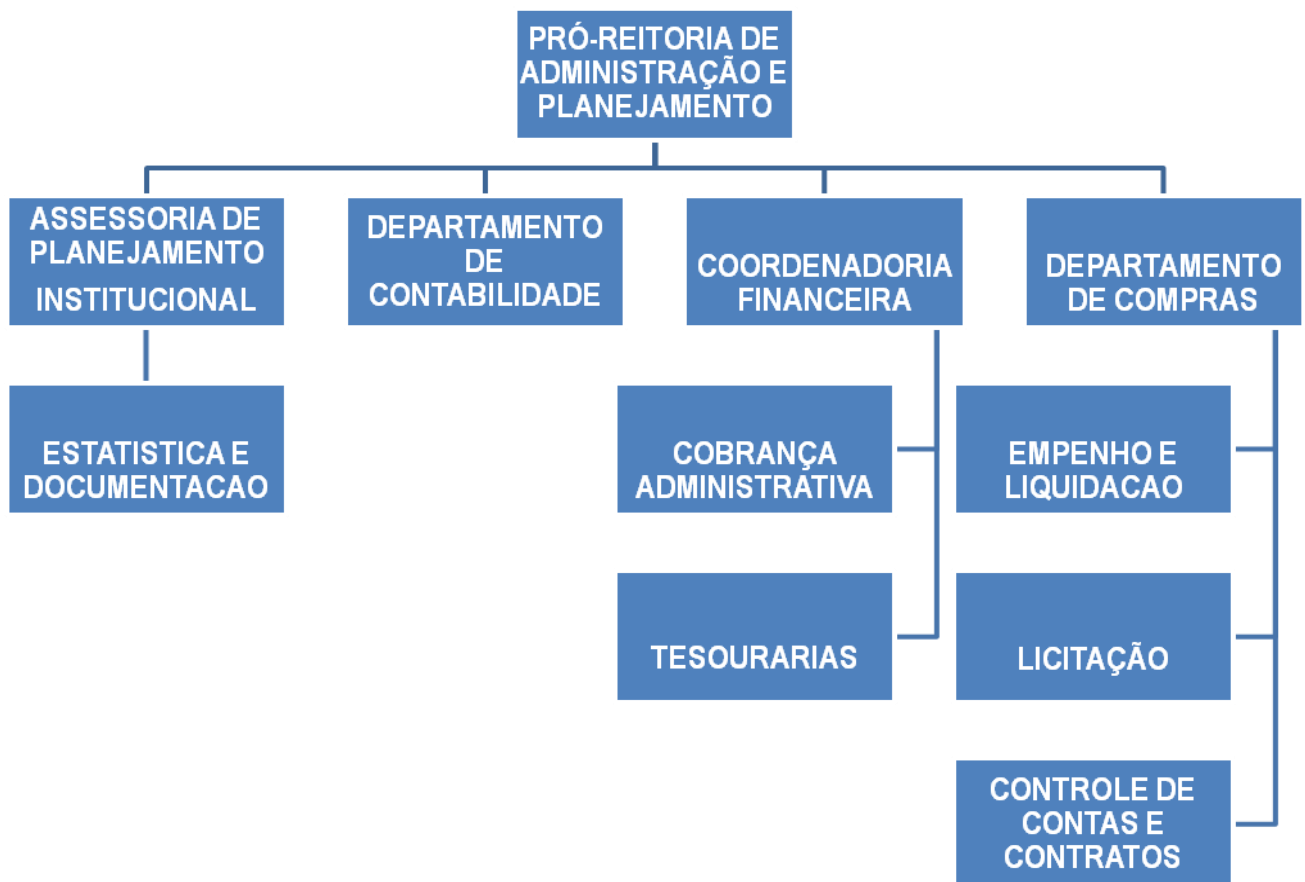 PRÓ-REITORIA DE
ADMINISTRAÇÃO E
PLANEJAMENTO
ASSESSORIA DE
PLANEJAMENTO
INSTITUCIONAL
DEPARTAMENTO
DE
CONTABILIDADE
COORDENADORIA
FINANCEIRA
DEPARTAMENTO
DE COMPRAS
ESTATISTICA E
DOCUMENTACAO
COBRANÇA
ADMINISTRATIVA
EMPENHO E
LIQUIDACAO
TESOURARIAS
LICITAÇÃO
CONTROLE DE
CONTAS E
CONTRATOS